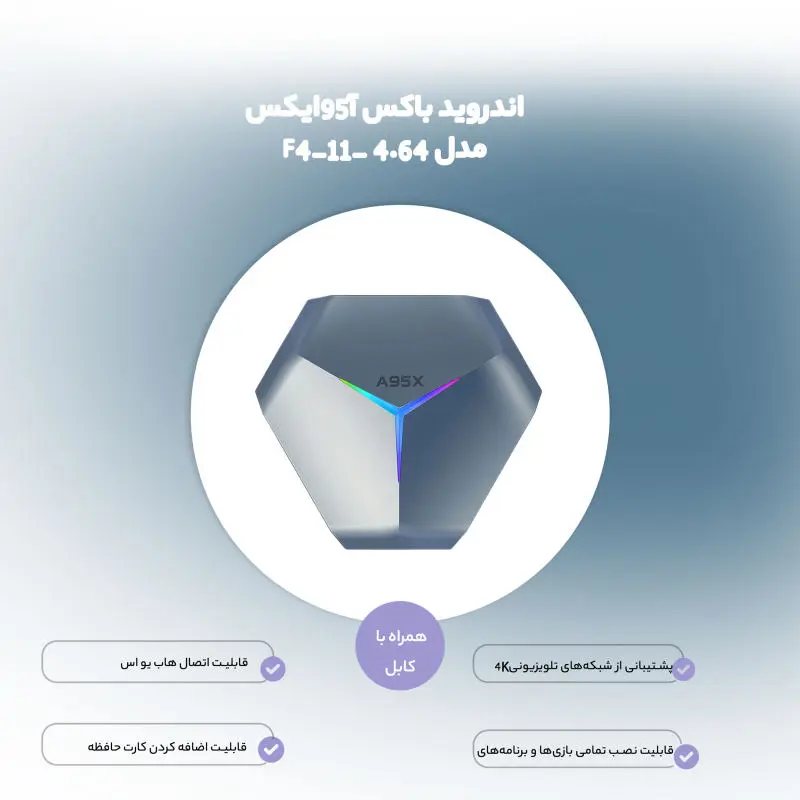 اندروید باکس آ95ایکس
مدل F4-11- 4.64
A95X
همراه با
کابل
پشتیبانی از شبکه‌های تلویزیونی4K
قابلیت اتصال هاب یو اس
قابلیت نصب تمامی بازی‌ها و برنامه‌های
قابلیت اضافه کردن کارت حافظه